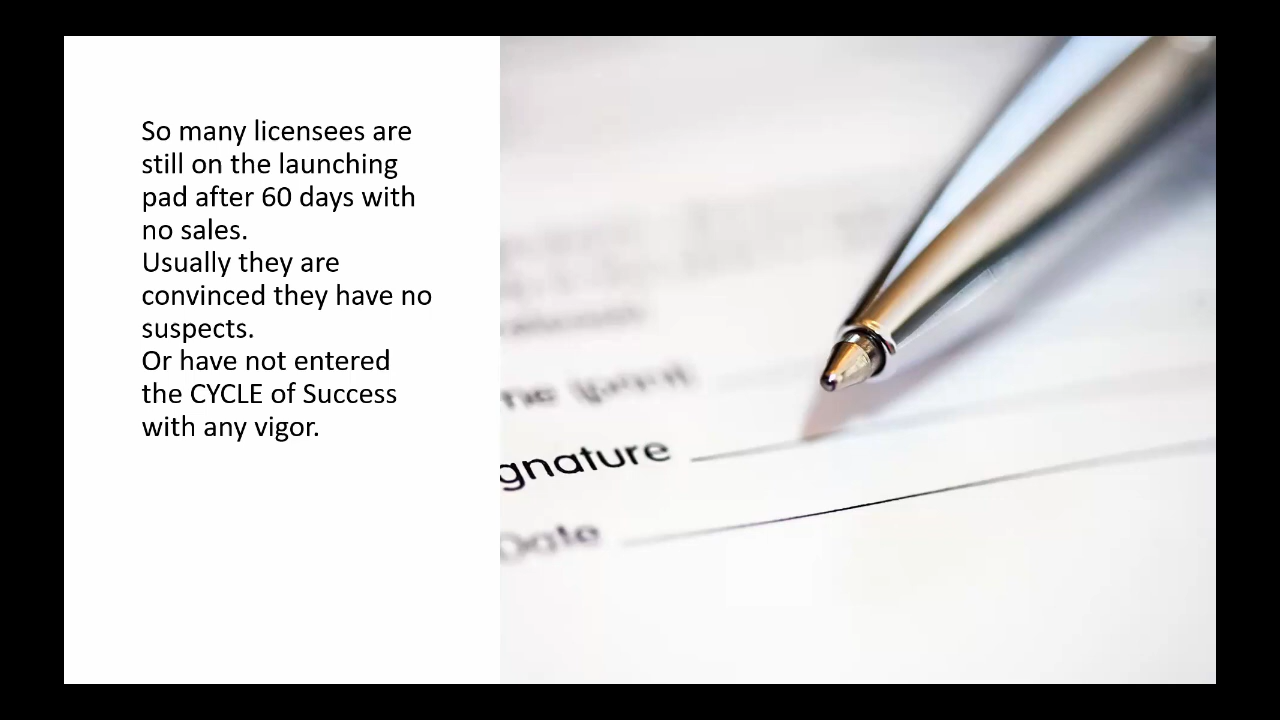 So many licensees are
still on the launching
pad after 60 days with
no sales.
Usually they are
convinced they have no
suspects.
Or have not entered
the CYCLE of Success
with any vigor.
gnature
Date